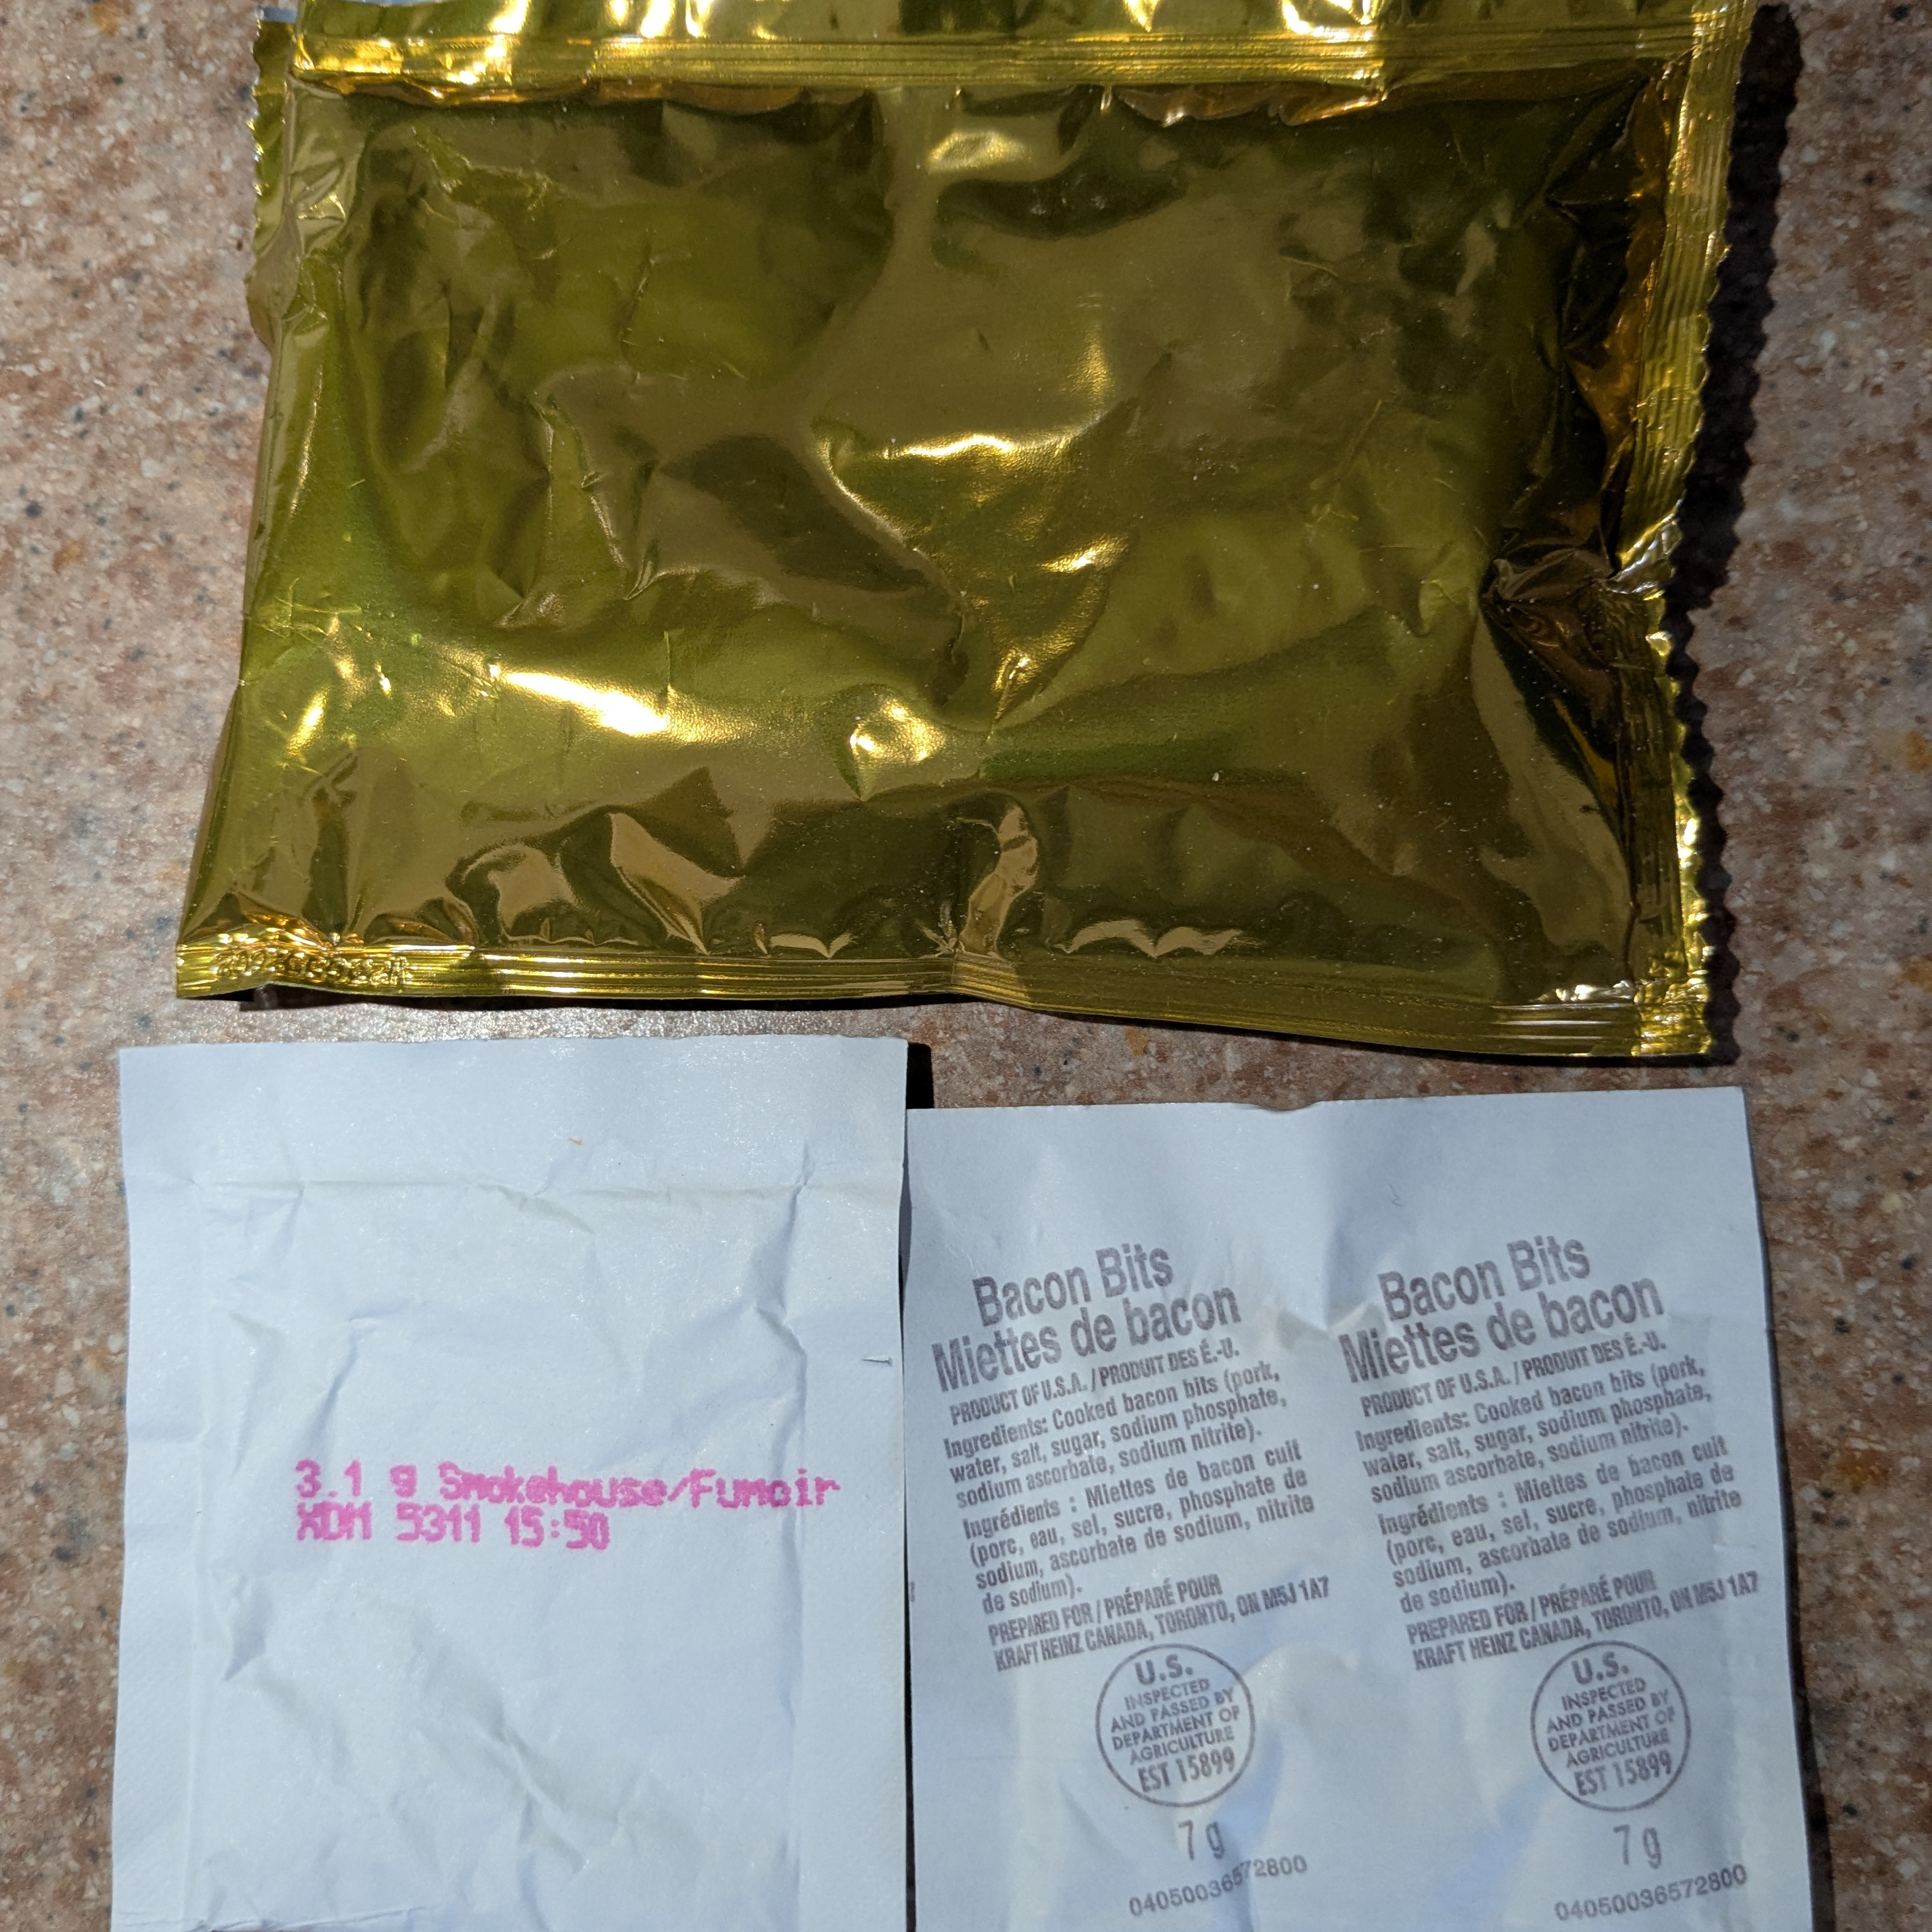 3.1 g Smokehouse/Fumoir
XDM 5311 15:50
Bacon Bits
Miettes de bacon
PRODUCT OF U.S.A. / PRODUIT DES É.-U.
Ingredients: Cooked bacon bits (pork,
water, salt, sugar, sodium phosphate,
sodium ascorbate, sodium nitrite).
Ingrédients : Miettes de bacon cuit
(porc, eau, sel, sucre, phosphate de
sodium, ascorbate de sodium, nitrite
de sodium).
PREPARED FOR / PRÉPARÉ POUR
KRAFT HEINZ CANADA, TORONTO, ON M5J 1A7
U.S.
INSPECTED
AND PASSED BY
DEPARTMENT OF
AGRICULTURE
EST 15899
7 g
04050036572800
Bacon Bits
Miettes de bacon
PRODUCT OF U.S.A. / PRODUIT DES É.-U.
Ingredients: Cooked bacon bits (pork,
water, salt, sugar, sodium phosphate,
sodium ascorbate, sodium nitrite).
Ingrédients : Miettes de bacon cuit
(porc, eau, sel, sucre, phosphate de
sodium, ascorbate de sodium, nitrite
de sodium).
PREPARED FOR / PRÉPARÉ POUR
KRAFT HEINZ CANADA, TORONTO, ON M5J 1A7
U.S.
INSPECTED
AND PASSED BY
DEPARTMENT OF
AGRICULTURE
EST 15899
7 g
04050036572800